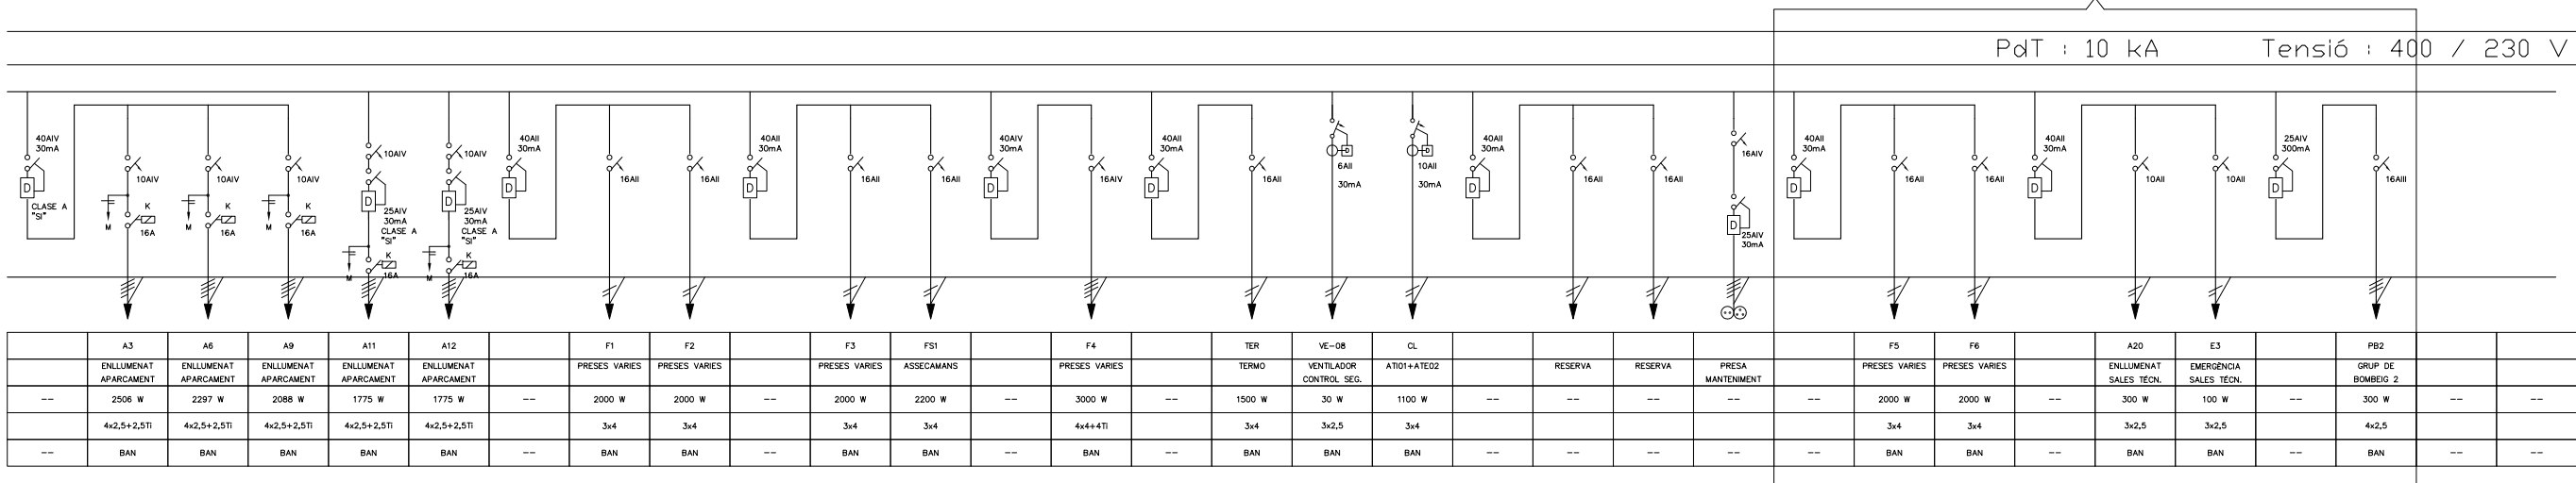 PdT : 10 kA Tensió : 400 / 230 V
40AIV
30mA
CLASE A
"SI"
10AIV
K
M
16A
10AIV
K
M
16A
10AIV
K
M
16A
10AIV
25AIV
30mA
CLASE A
"SI"
K
M
16A
10AIV
25AIV
30mA
CLASE A
"SI"
K
M
16A
40AII
30mA
16AII
16AII
40AII
30mA
16AII
16AII
40AIV
30mA
16AIV
40AII
30mA
16AII
6AII
30mA
10AII
30mA
40AII
30mA
16AII
16AII
16AIV
25AIV
30mA
40AII
30mA
16AII
16AII
40AII
30mA
10AII
10AII
25AIV
300mA
16AIII
D D D D D D D D D D D D D D
A3 A6 A9 A11 A12 F1 F2 F3 FS1 F4 TER VE-08 CL F5 F6 A20 E3 PB2
ENLLUMENAT ENLLUMENAT ENLLUMENAT ENLLUMENAT ENLLUMENAT PRESES VARIES PRESES VARIES PRESES VARIES ASSECAMANS PRESES VARIES TERMO VENTILADOR ATI01+ATE02 RESERVA RESERVA PRESA PRESES VARIES PRESES VARIES ENLLUMENAT EMERGÈNCIA GRUP DE
APARCAMENT APARCAMENT APARCAMENT APARCAMENT APARCAMENT CONTROL SEG. MANTENIMENT SALES TÈCN. SALES TÈCN. BOMBEIG 2
-- 2506 W 2297 W 2088 W 1775 W 1775 W -- 2000 W 2000 W -- 2000 W 2200 W -- 3000 W -- 1500 W 30 W 1100 W -- -- -- -- -- 2000 W 2000 W -- 300 W 100 W -- 300 W -- --
4x2,5+2,5Ti 4x2,5+2,5Ti 4x2,5+2,5Ti 4x2,5+2,5Ti 4x2,5+2,5Ti 3x4 3x4 3x4 3x4 4x4+4Ti 3x4 3x2,5 3x4 3x4 3x4 3x2,5 3x2,5 4x2,5
-- BAN BAN BAN BAN BAN -- BAN BAN -- BAN BAN -- BAN -- BAN BAN BAN -- -- -- -- -- BAN BAN -- BAN BAN -- BAN -- --